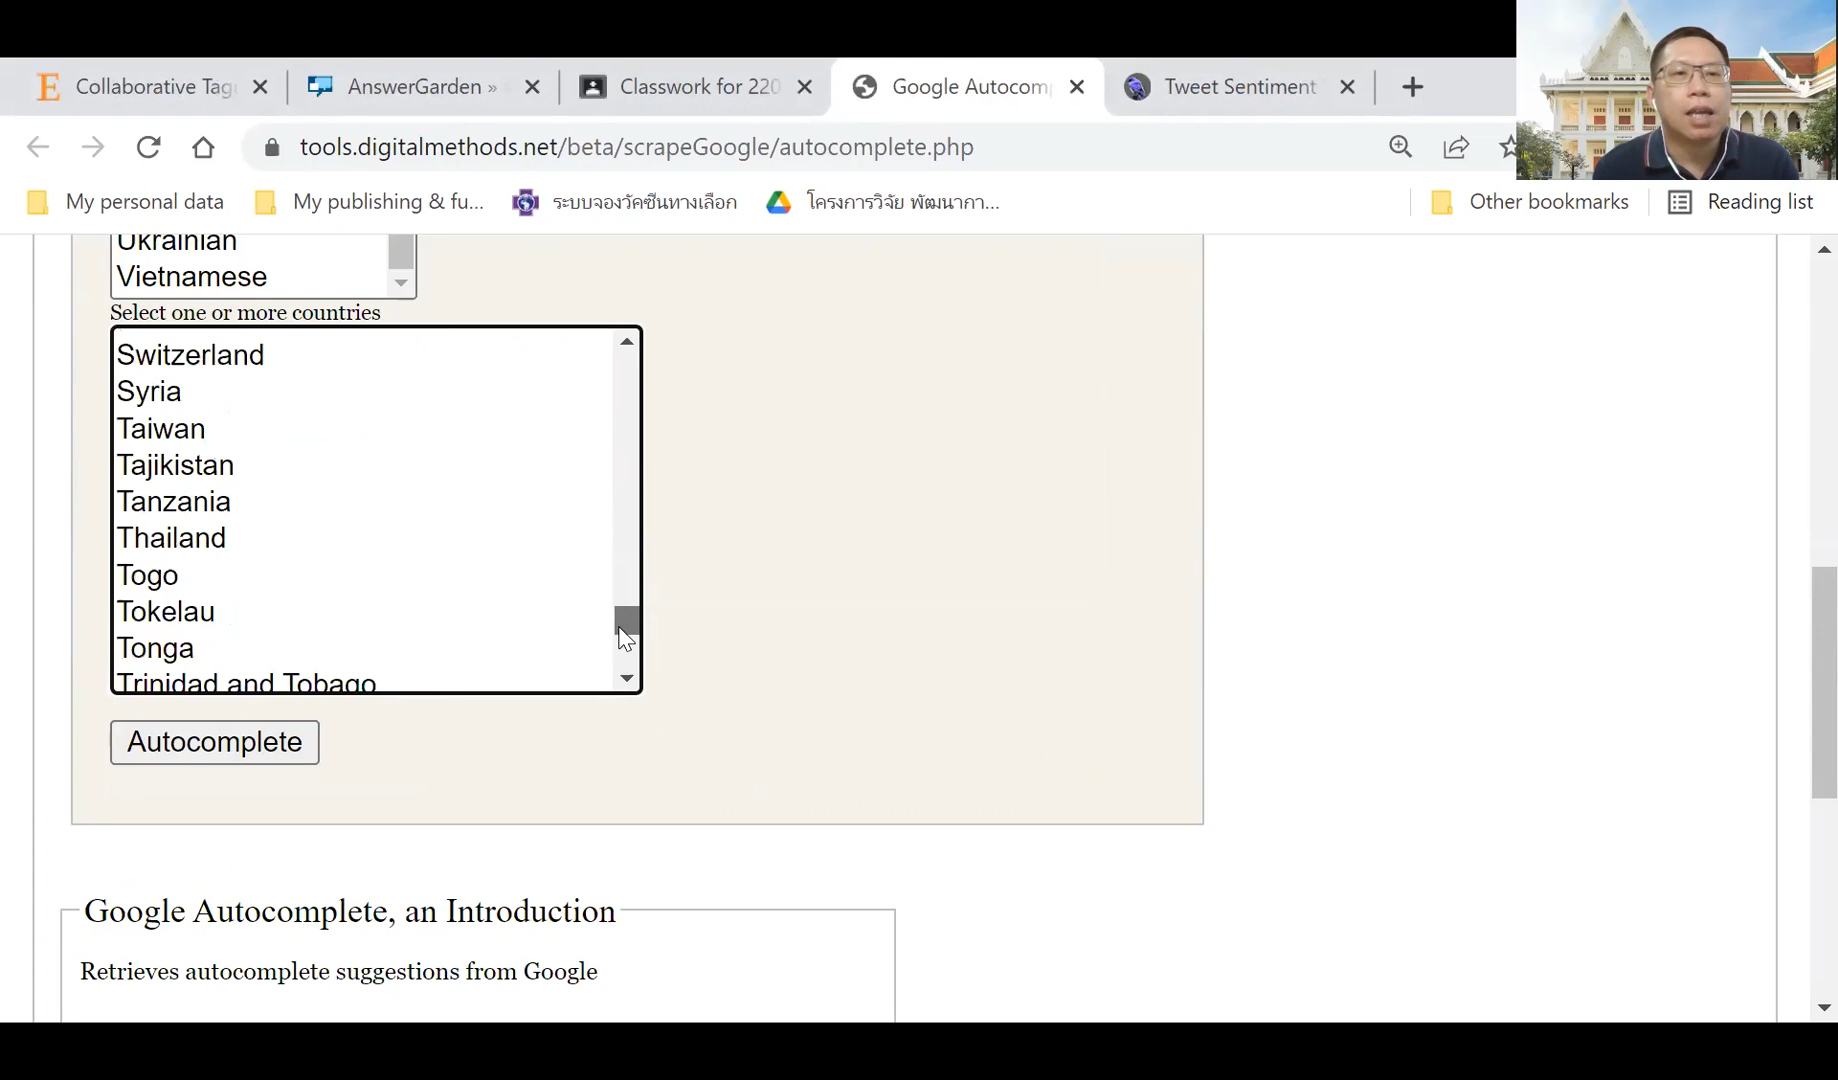 Collaborative Tag
AnswerGarden »
Classwork for 220
Google Autocom
Tweet Sentiment
tools.digitalmethods.net/beta/scrapeGoogle/autocomplete.php
My personal data
My publishing & fu...
ระบบจองวัคซีนทางเลือก
โครงการวิจัย พัฒนากา...
Other bookmarks
Reading list
Ukrainian
Vietnamese
Select one or more countries
Switzerland
Syria
Taiwan
Tajikistan
Tanzania
Thailand
Togo
Tokelau
Tonga
Trinidad and Tobago
Autocomplete
Google Autocomplete, an Introduction
Retrieves autocomplete suggestions from Google